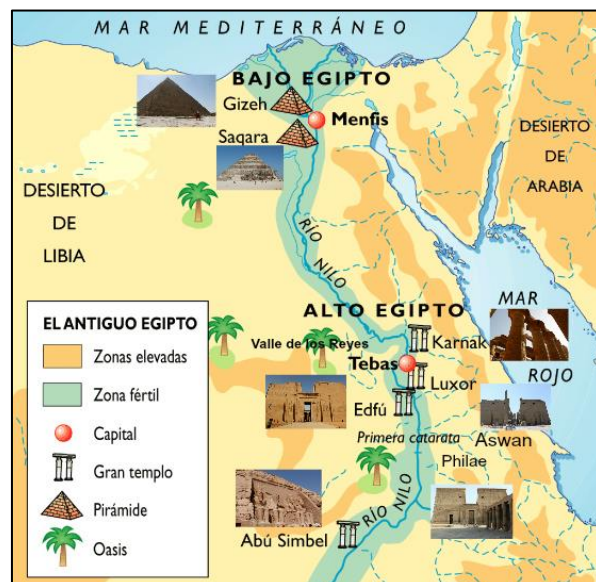 MAR MEDITERRÁNEO
BAJO EGIPTO
Gizeh
Menfis
Saqara
DESIERTO
DE
LIBIA
DESIERTO
DE
ARABIA
RÍO NILO
ALTO EGIPTO
MAR
ROJO
Karnak
Valle de los Reyes
Tebas
Luxor
Edfú
Primera catarata
Aswan
Philae
RÍO NILO
Abú Simbel
EL ANTIGUO EGIPTO
Zonas elevadas
Zona fértil
Capital
Gran templo
Pirámide
Oasis